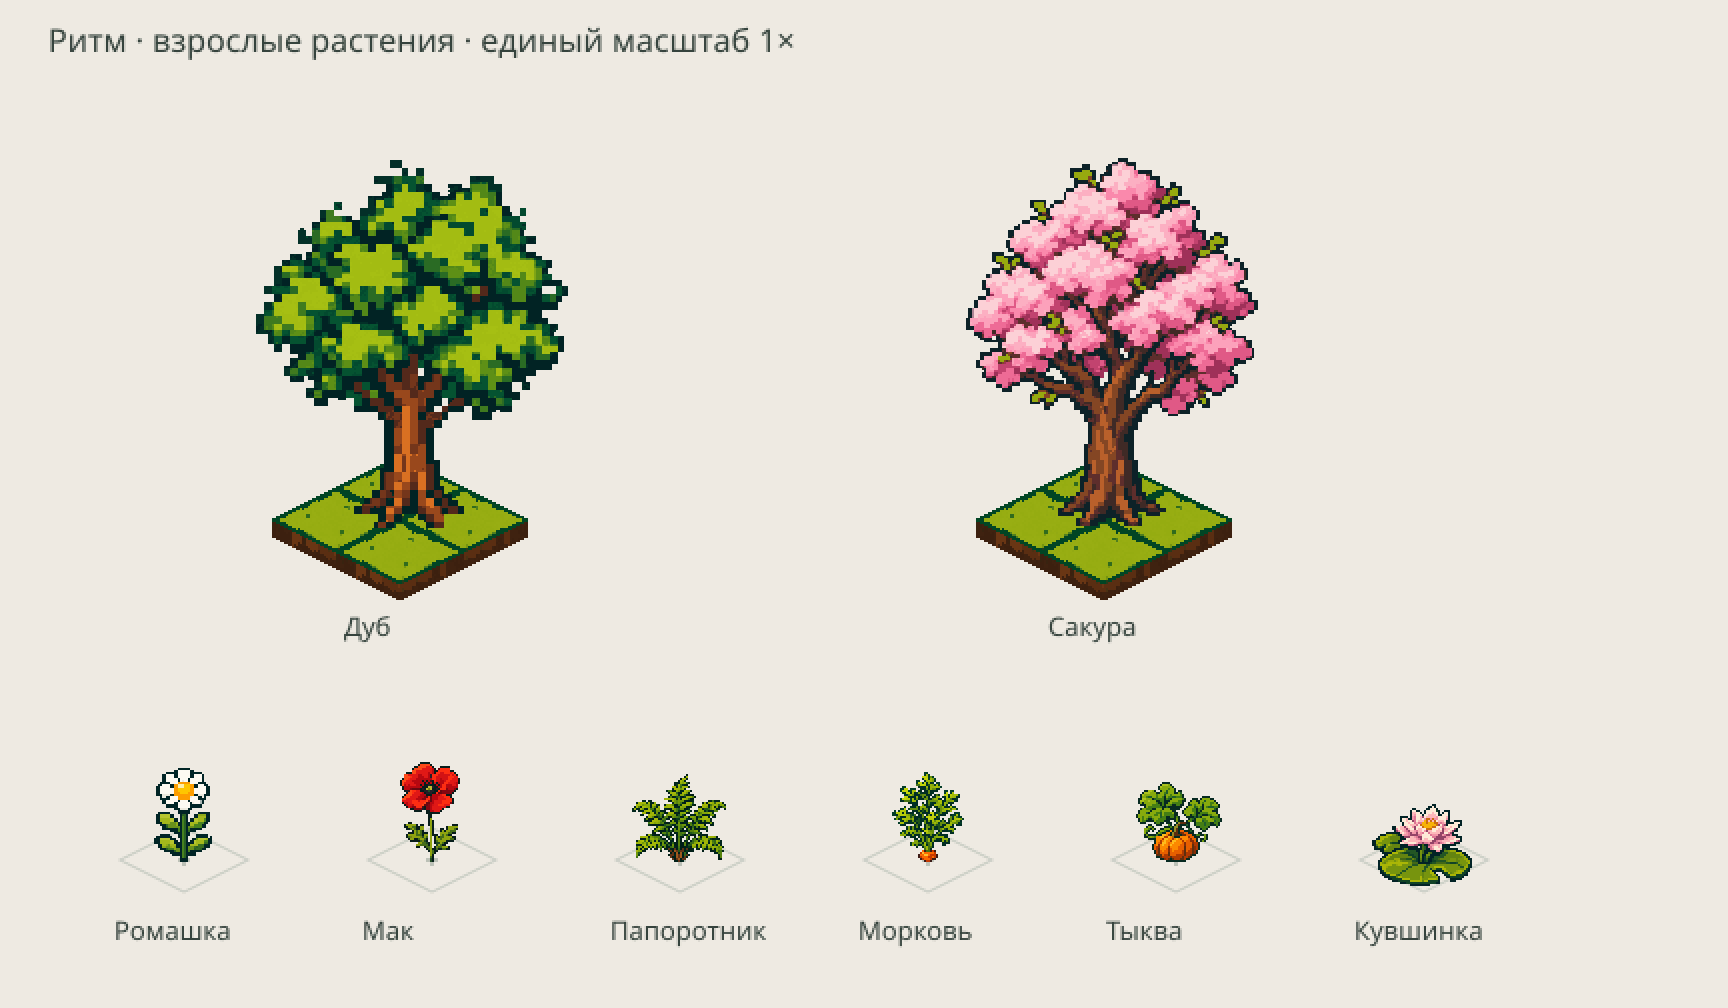 Ритм · взрослые растения · единый масштаб 1×
Дуб
Сакура
Ромашка
Мак
Папоротник
Морковь
Тыква
Кувшинка